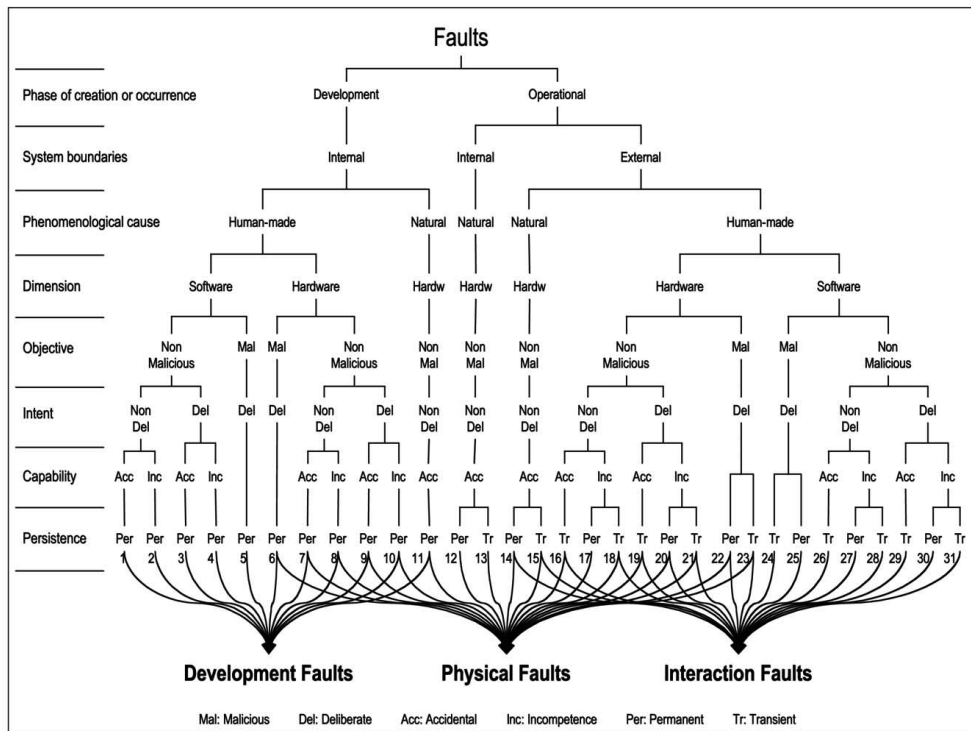 Faults
Phase of creation or occurrence Development Operational
System boundaries Internal Internal External
Phenomenological cause Human-made Natural Natural Natural Human-made
Dimension Software Hardware Hardw Hardw Hardw Hardware Software
Objective Non Mal Mal Non Non Non Non Non Mal Mal Non
Malicious Malicious Mal Mal Mal Malicious Malicious
Intent Non Del Del Del Non Del Non Non Non Non Del Del Del Non Del
Del Del Del Del Del Del Del
Capability Acc Inc Acc Inc Acc Inc Acc Inc Acc Acc Acc Acc Inc Acc Inc Acc Inc Acc Inc
Persistence Per Per Per Per Per Per Per Per Per Per Per Per Tr Per Tr Tr Per Tr Tr Per Tr Per Tr Tr Per Tr Per Tr Tr Per Tr
1 2 3 4 5 6 7 8 9 10 11 12 13 14 15 16 17 18 19 20 21 22 23 24 25 26 27 28 29 30 31
Development Faults Physical Faults Interaction Faults
Mal: Malicious Del: Deliberate Acc: Accidental Inc: Incompetence Per: Permanent Tr: Transient